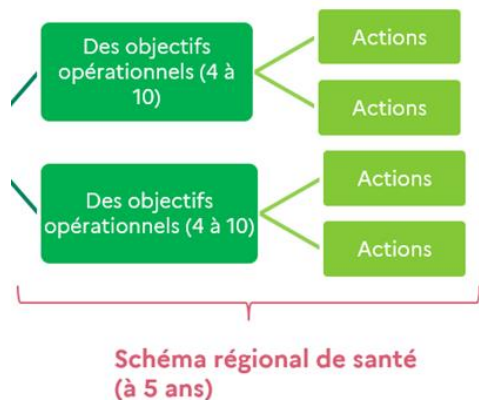 Des objectifs
opérationnels (4 à
10)
Actions
Actions
Des objectifs
opérationnels (4 à 10)
Actions
Actions
Schéma régional de santé
(à 5 ans)